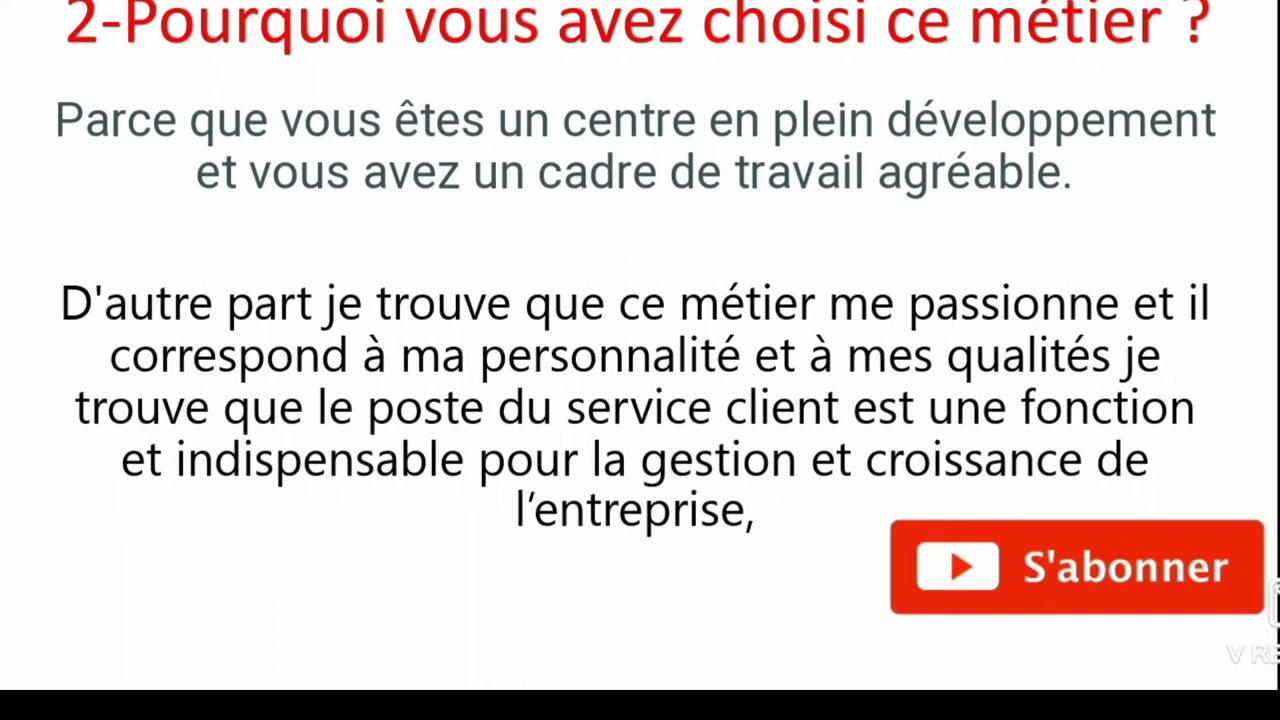 2-Pourquoi vous avez choisi ce métier ?
Parce que vous êtes un centre en plein développement
et vous avez un cadre de travail agréable.
D'autre part je trouve que ce métier me passionne et il
correspond à ma personnalité et à mes qualités je
trouve que le poste du service client est une fonction
et indispensable pour la gestion et croissance de
l’entreprise,
S'abonner